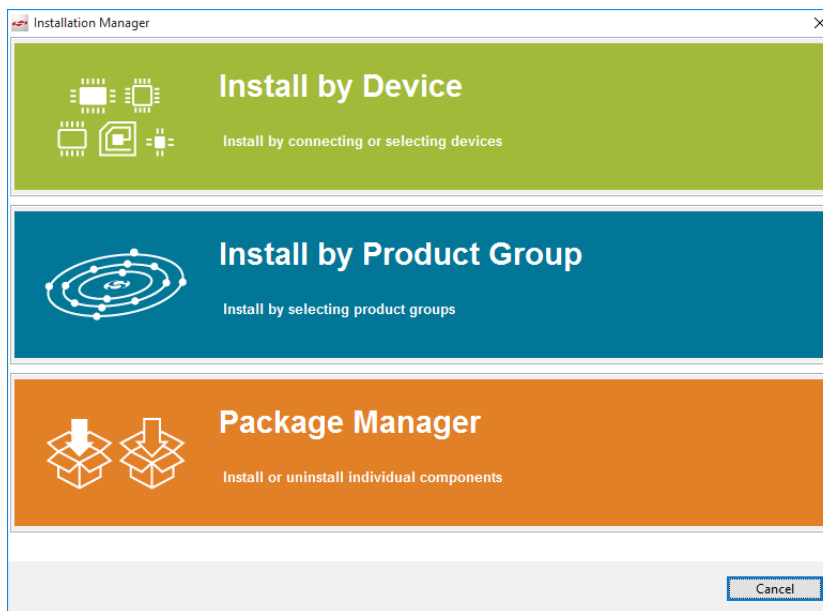 Installation Manager
Install by Device
Install by connecting or selecting devices
Install by Product Group
Install by selecting product groups
Package Manager
Install or uninstall individual components
Cancel